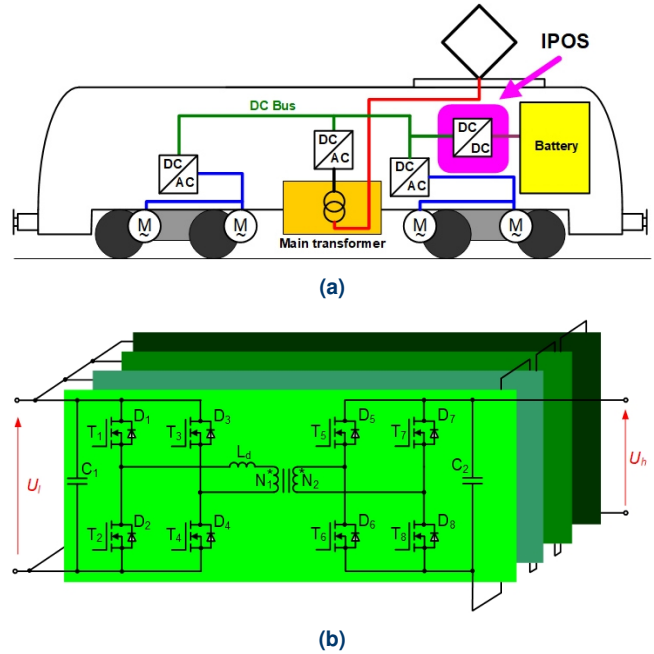 IPOS
DC Bus
DC
DC
DC
AC
DC
AC
DC
AC
Battery
M
~
M
~
Main transformer
M
~
M
~
(a)
D1 D3 D5 D7
T1 T3 T5 T7
Ld
Ul C1 N1* *N2 C2 Uh
D2 D4 D6 D8
T2 T4 T6 T8
(b)